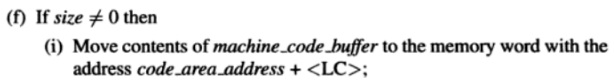 (f) If size ≠ 0 then
(i) Move contents of machine_code_buffer to the memory word with the
address code_area_address + <LC>;